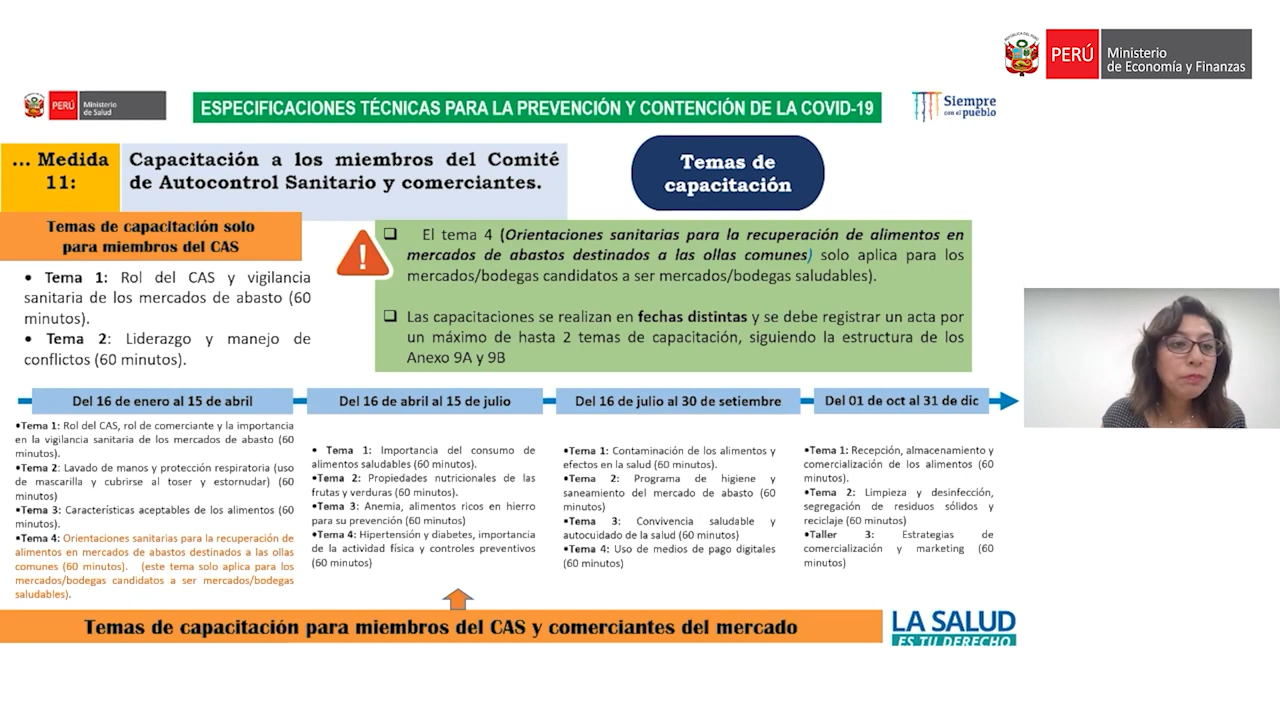 PERÚ
Ministerio
de Economía y Finanzas
PERÚ
Ministerio
de Salud
ESPECIFICACIONES TÉCNICAS PARA LA PREVENCIÓN Y CONTENCIÓN DE LA COVID-19
Siempre
con el pueblo
... Medida
11:
Capacitación a los miembros del Comité
de Autocontrol Sanitario y comerciantes.
Temas de
capacitación
Temas de capacitación solo
para miembros del CAS
• Tema 1: Rol del CAS y vigilancia
sanitaria de los mercados de abasto (60
minutos).
• Tema 2: Liderazgo y manejo de
conflictos (60 minutos).
El tema 4 (Orientaciones sanitarias para la recuperación de alimentos en
mercados de abastos destinados a las ollas comunes) solo aplica para los
mercados/bodegas candidatos a ser mercados/bodegas saludables).
Las capacitaciones se realizan en fechas distintas y se debe registrar un acta por
un máximo de hasta 2 temas de capacitación, siguiendo la estructura de los
Anexo 9A y 9B
Del 16 de enero al 15 de abril
•Tema 1: Rol del CAS, rol de comerciante y la importancia
en la vigilancia sanitaria de los mercados de abasto (60
minutos).
•Tema 2: Lavado de manos y protección respiratoria (uso
de mascarilla y cubrirse al toser y estornudar) (60
minutos)
•Tema 3: Características aceptables de los alimentos (60
minutos).
•Tema 4: Orientaciones sanitarias para la recuperación de
alimentos en mercados de abastos destinados a las ollas
comunes (60 minutos). (este tema solo aplica para los
mercados/bodegas candidatos a ser mercados/bodegas
saludables).
Del 16 de abril al 15 de julio
• Tema 1: Importancia del consumo de
alimentos saludables (60 minutos).
•Tema 2: Propiedades nutricionales de las
frutas y verduras (60 minutos).
•Tema 3: Anemia, alimentos ricos en hierro
para su prevención (60 minutos)
•Tema 4: Hipertensión y diabetes, importancia
de la actividad física y controles preventivos
(60 minutos)
Del 16 de julio al 30 de setiembre
•Tema 1: Contaminación de los alimentos y
efectos en la salud (60 minutos).
•Tema 2: Programa de higiene y
saneamiento del mercado de abasto (60
minutos)
•Tema 3: Convivencia saludable y
autocuidado de la salud (60 minutos)
•Tema 4: Uso de medios de pago digitales
(60 minutos)
Del 01 de oct al 31 de dic
•Tema 1: Recepción, almacenamiento y
comercialización de los alimentos (60
minutos).
•Tema 2: Limpieza y desinfección,
segregación de residuos sólidos y
reciclaje (60 minutos)
•Taller 3: Estrategias de
comercialización y marketing (60
minutos)
Temas de capacitación para miembros del CAS y comerciantes del mercado
LA SALUD
ES TU DERECHO